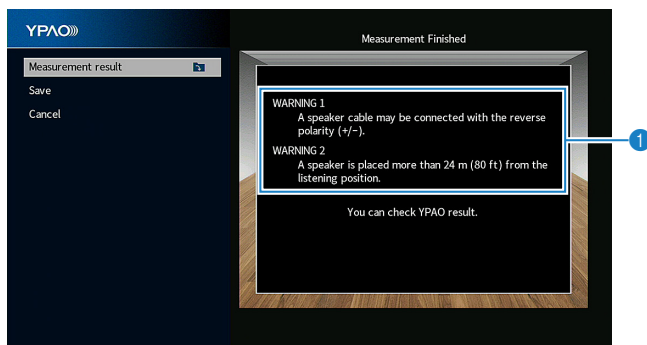 YPAO
Measurement Finished
Measurement result
Save
Cancel
WARNING 1
A speaker cable may be connected with the reverse
polarity (+/−).
WARNING 2
A speaker is placed more than 24 m (80 ft) from the
listening position.
You can check YPAO result.
1